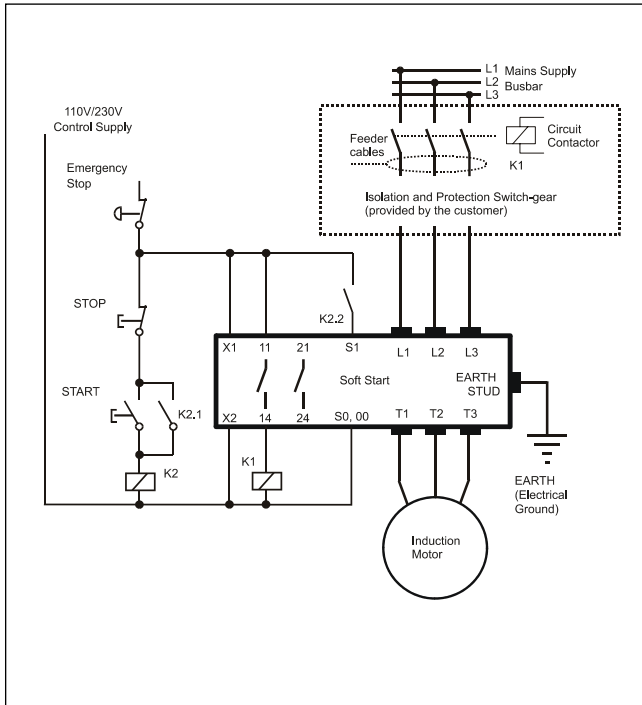 L1
Mains Supply
L2
Busbar
L3
110V/230V
Control Supply
Emergency
Stop
Feeder
cables
Circuit
Contactor
K1
Isolation and Protection Switch-gear
(provided by the customer)
STOP
K2.2
X1 11 21 S1 L1 L2 L3
Soft Start
EARTH
STUD
X2 14 24 S0, 00 T1 T2 T3
START
K2.1
K2
K1
EARTH
(Electrical
Ground)
Induction
Motor